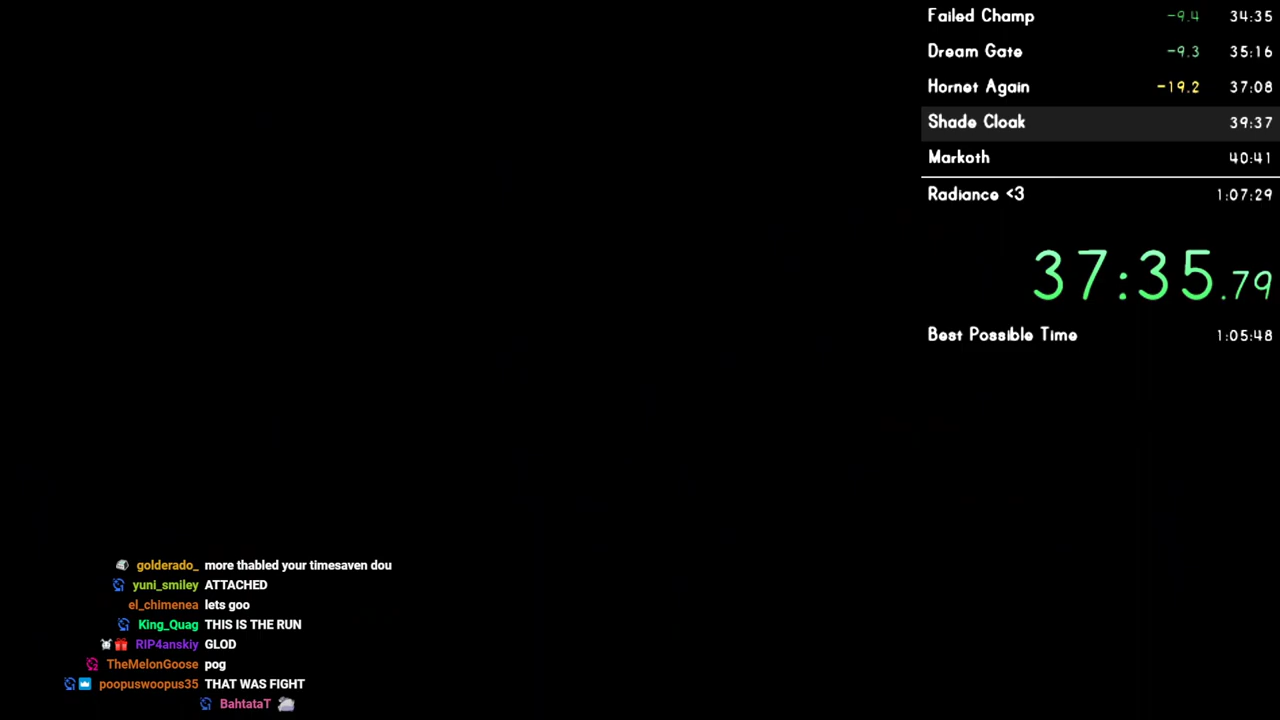 Failed Champ -9.4 34:35
Dream Gate -9.3 35:16
Hornet Again -19.2 37:08
Shade Cloak 39:37
Markoth 40:41
Radiance <3 1:07:29
37:35.79
Best Possible Time 1:05:48
golderado_ more thabled your timesaven dou
yuni_smiley ATTACHED
el_chimenea lets goo
King_Quag THIS IS THE RUN
RIP4anskiy GLOD
TheMelonGoose pog
poopuswoopus35 THAT WAS FIGHT
BahtataT